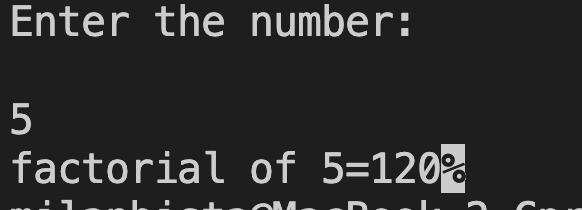 Enter the number:
5
factorial of 5=120%